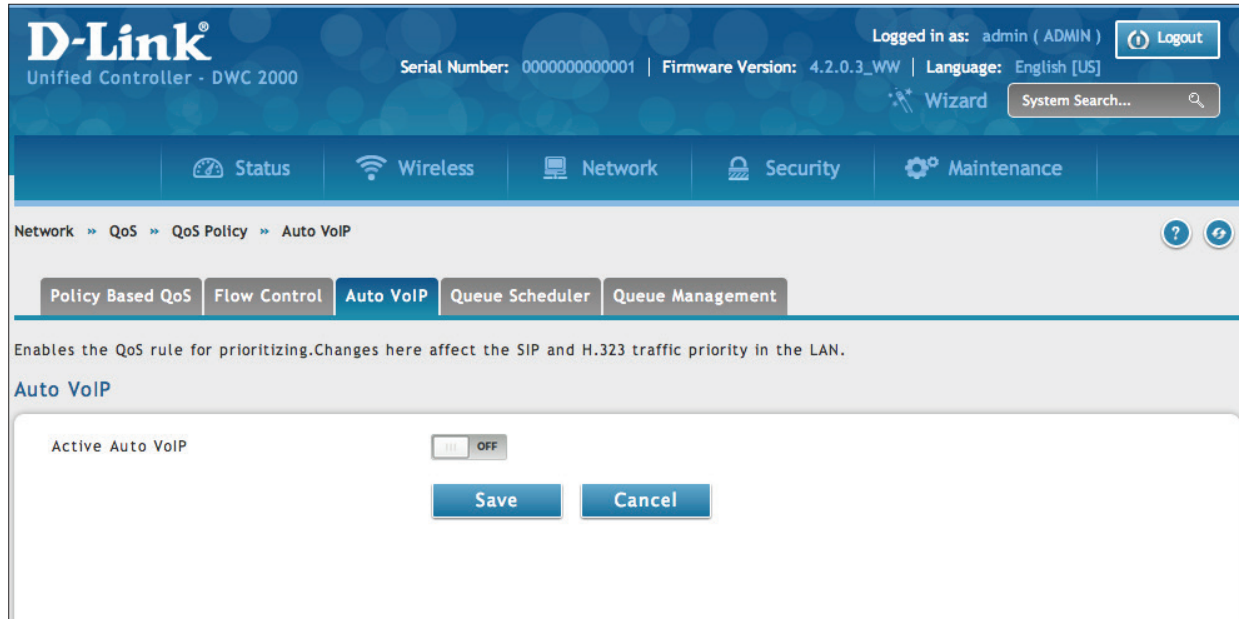 D-Link®
Unified Controller - DWC 2000
Logged in as: admin ( ADMIN )
Logout
Serial Number: 0000000000001 | Firmware Version: 4.2.0.3_WW | Language: English [US]
Wizard
System Search...
Status
Wireless
Network
Security
Maintenance
Network » QoS » QoS Policy » Auto VoIP
?
Policy Based QoS
Flow Control
Auto VoIP
Queue Scheduler
Queue Management
Enables the QoS rule for prioritizing.Changes here affect the SIP and H.323 traffic priority in the LAN.
Auto VoIP
Active Auto VoIP
OFF
Save
Cancel